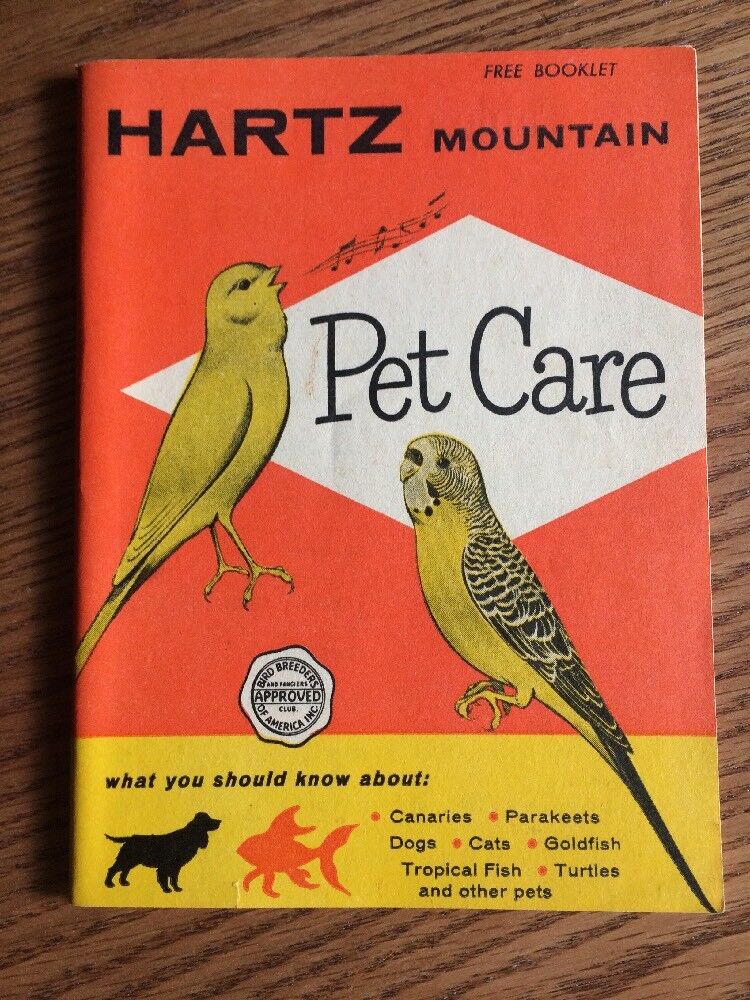 FREE BOOKLET
HARTZ MOUNTAIN
Pet Care
BIRD BREEDERS
AND FANCIERS
APPROVED
CLUB.
OF AMERICA INC.
what you should know about:
• Canaries • Parakeets
Dogs • Cats • Goldfish
Tropical Fish • Turtles
and other pets